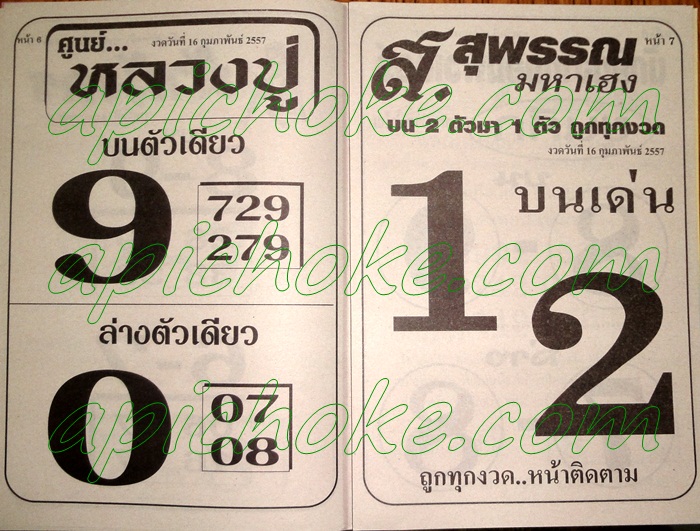 หน้า 6
ศูนย์...
งวดวันที่ 16 กุมภาพันธ์ 2557
หลวงปู่
บนตัวเดียว
9
729
279
ล่างตัวเดียว
0
07
08
หน้า 7
ส. สุพรรณ
มหาเฮง
บน 2 ตัวมา 1 ตัว ถูกทุกงวด
งวดวันที่ 16 กุมภาพันธ์ 2557
บนเด่น
1
2
ถูกทุกงวด..หน้าติดตาม
apichoke.com
apichoke.com
apichoke.com
apichoke.com